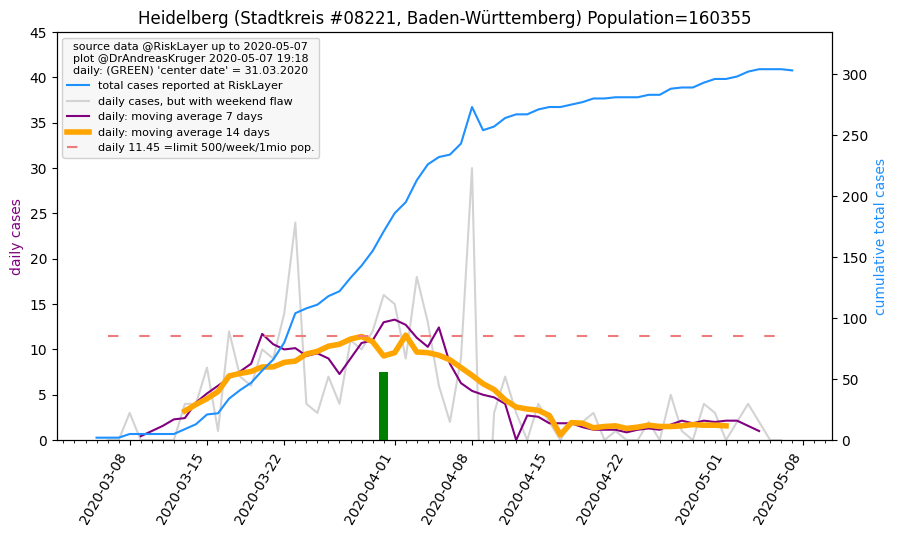 Heidelberg (Stadtkreis #08221, Baden-Württemberg) Population=160355
source data @RiskLayer up to 2020-05-07
plot @DrAndreasKruger 2020-05-07 19:18
daily: (GREEN) 'center date' = 31.03.2020
total cases reported at RiskLayer
daily cases, but with weekend flaw
daily: moving average 7 days
daily: moving average 14 days
daily 11.45 =limit 500/week/1mio pop.
daily cases
45
40
35
30
25
20
15
10
5
0
cumulative total cases
300
250
200
150
100
50
0
2020-03-08
2020-03-15
2020-03-22
2020-04-01
2020-04-08
2020-04-15
2020-04-22
2020-05-01
2020-05-08